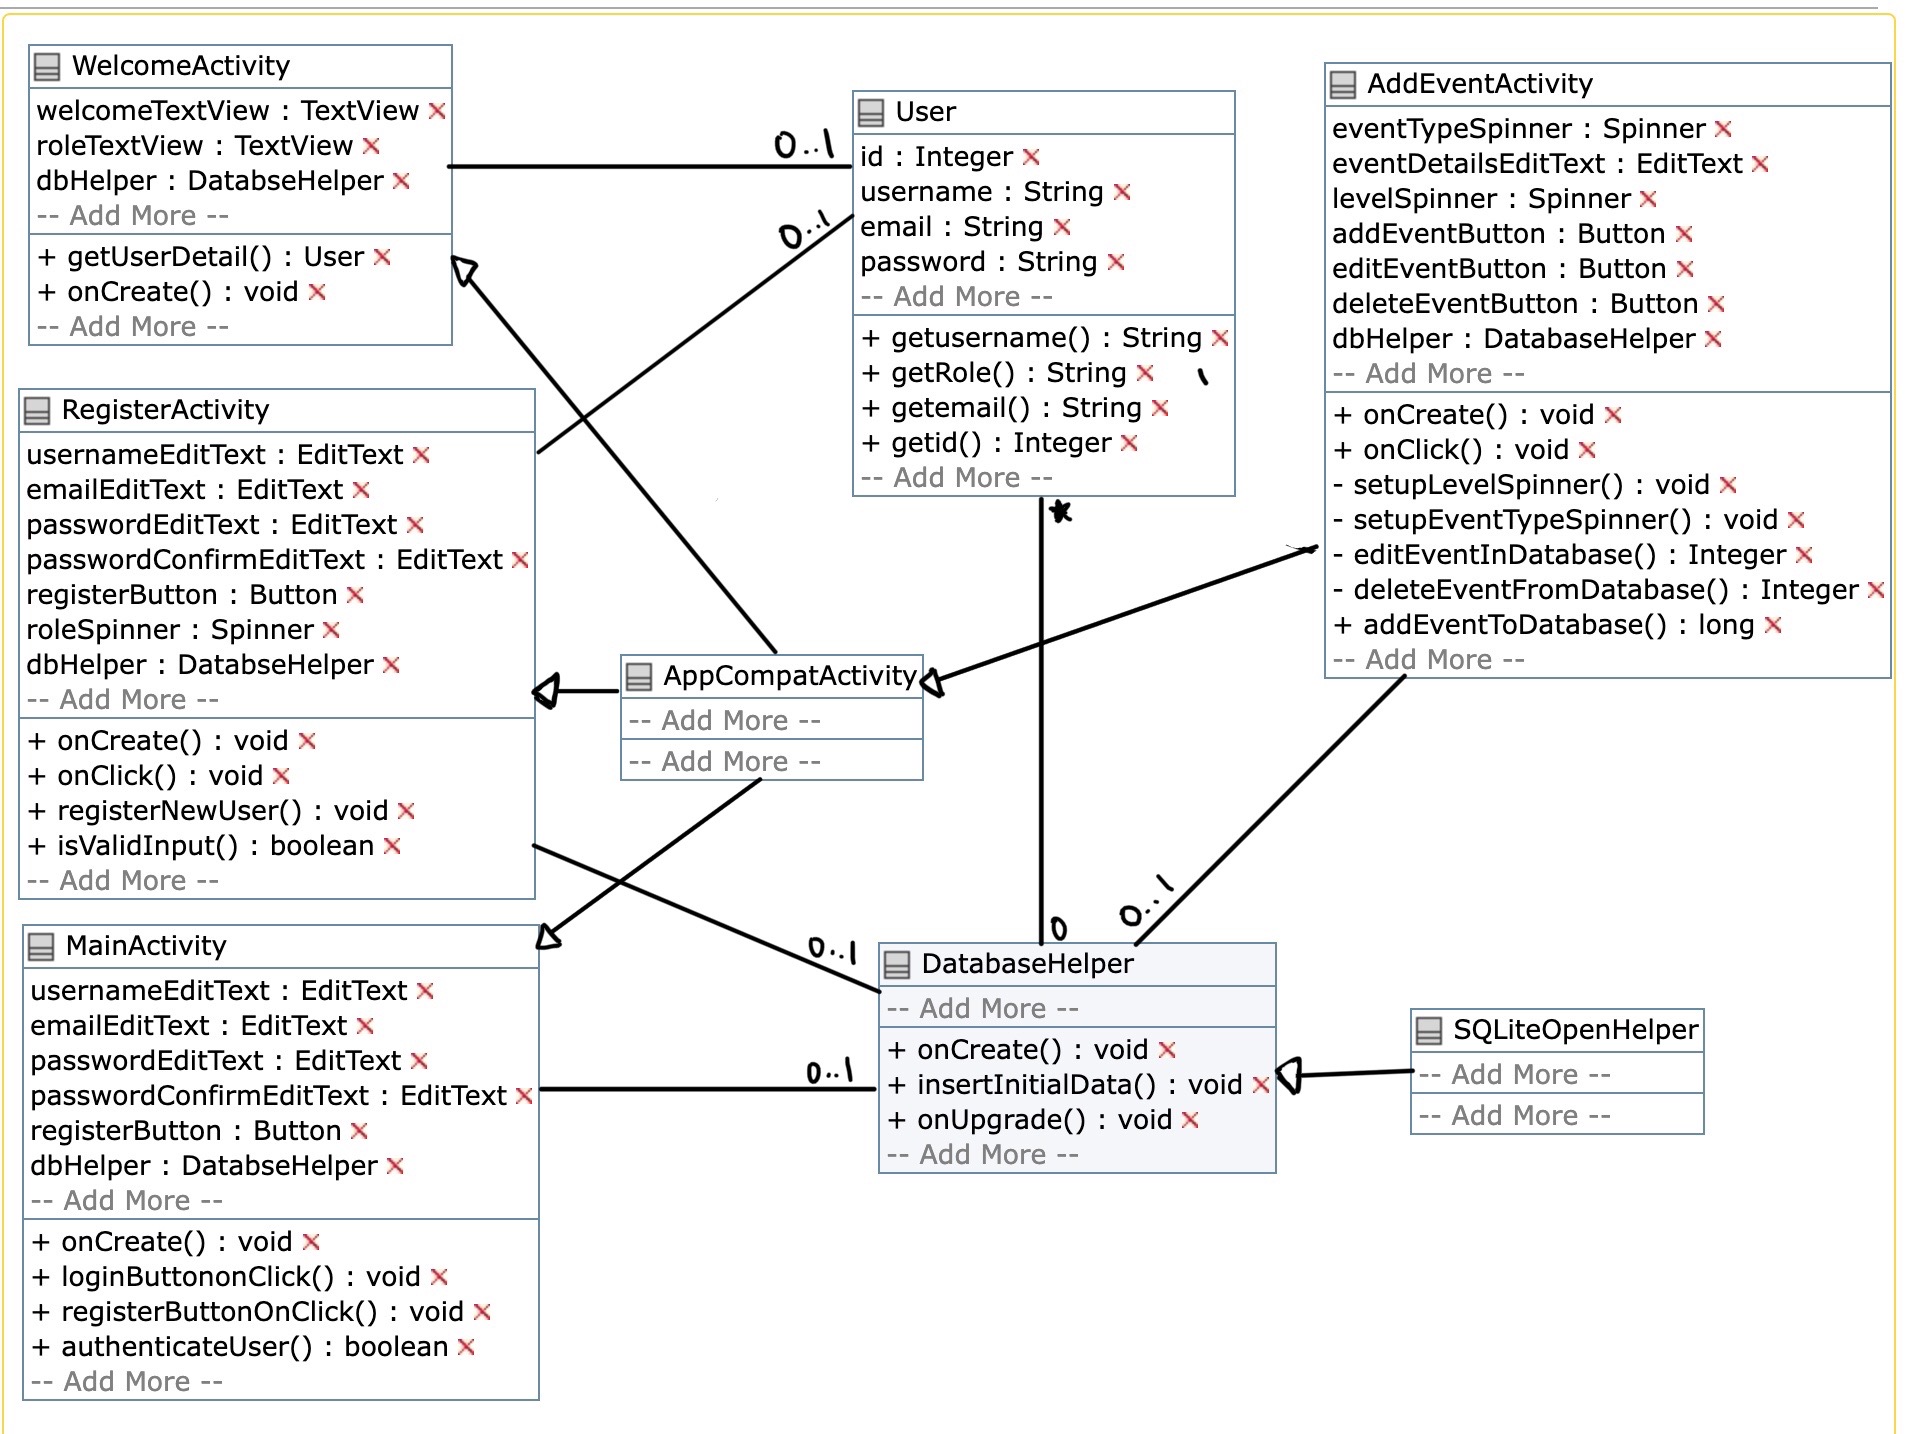 WelcomeActivity
welcomeTextView : TextView
roleTextView : TextView
dbHelper : DatabseHelper
-- Add More --
+ getUserDetail() : User
+ onCreate() : void
-- Add More --
0..1
User
id : Integer
username : String
email : String
password : String
-- Add More --
+ getusername() : String
+ getRole() : String
+ getemail() : String
+ getid() : Integer
-- Add More --
0..1
*
AddEventActivity
eventTypeSpinner : Spinner
eventDetailsEditText : EditText
levelSpinner : Spinner
addEventButton : Button
editEventButton : Button
deleteEventButton : Button
dbHelper : DatabaseHelper
-- Add More --
+ onCreate() : void
+ onClick() : void
- setupLevelSpinner() : void
- setupEventTypeSpinner() : void
- editEventInDatabase() : Integer
- deleteEventFromDatabase() : Integer
+ addEventToDatabase() : long
-- Add More --
RegisterActivity
usernameEditText : EditText
emailEditText : EditText
passwordEditText : EditText
passwordConfirmEditText : EditText
registerButton : Button
roleSpinner : Spinner
dbHelper : DatabseHelper
-- Add More --
+ onCreate() : void
+ onClick() : void
+ registerNewUser() : void
+ isValidInput() : boolean
-- Add More --
AppCompatActivity
-- Add More --
-- Add More --
MainActivity
usernameEditText : EditText
emailEditText : EditText
passwordEditText : EditText
passwordConfirmEditText : EditText
registerButton : Button
dbHelper : DatabseHelper
-- Add More --
+ onCreate() : void
+ loginButtononClick() : void
+ registerButtonOnClick() : void
+ authenticateUser() : boolean
-- Add More --
0..1
0..1
0
0..1
DatabaseHelper
-- Add More --
+ onCreate() : void
+ insertInitialData() : void
+ onUpgrade() : void
-- Add More --
SQLiteOpenHelper
-- Add More --
-- Add More --